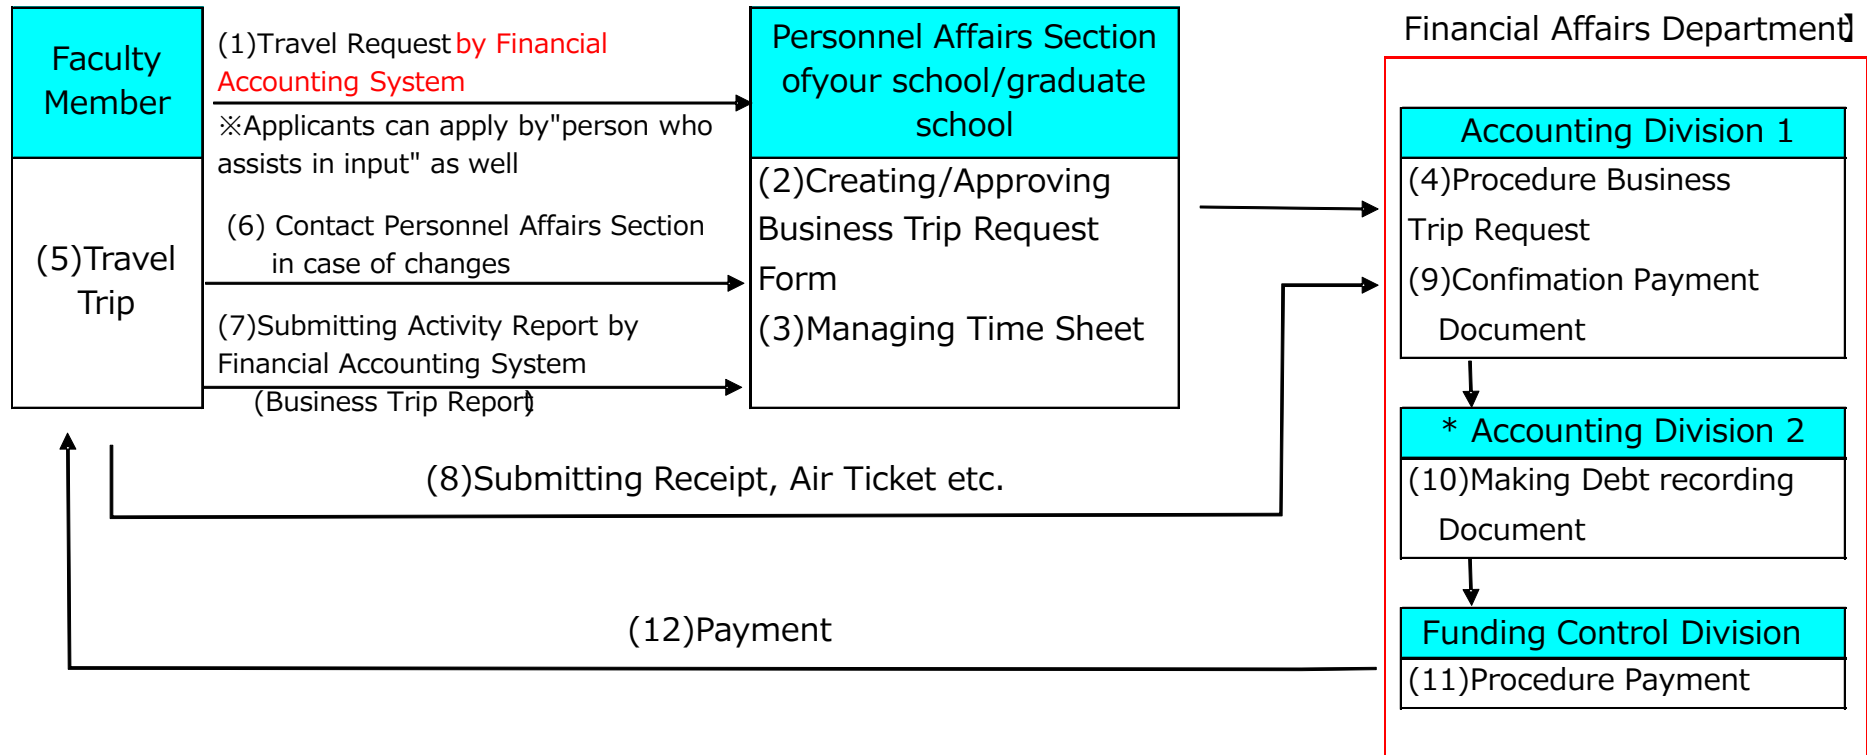 Faculty
Member
(5)Travel
Trip
(1)Travel Request by Financial
Accounting System
※Applicants can apply by"person who
assists in input" as well
(6) Contact Personnel Affairs Section
in case of changes
(7)Submitting Activity Report by
Financial Accounting System
(Business Trip Report)
Personnel Affairs Section
ofyour school/graduate
school
(2)Creating/Approving
Business Trip Request
Form
(3)Managing Time Sheet
(8)Submitting Receipt, Air Ticket etc.
(12)Payment
Financial Affairs Department】
Accounting Division 1
(4)Procedure Business
Trip Request
(9)Confimation Payment
Document
* Accounting Division 2
(10)Making Debt recording
Document
Funding Control Division
(11)Procedure Payment